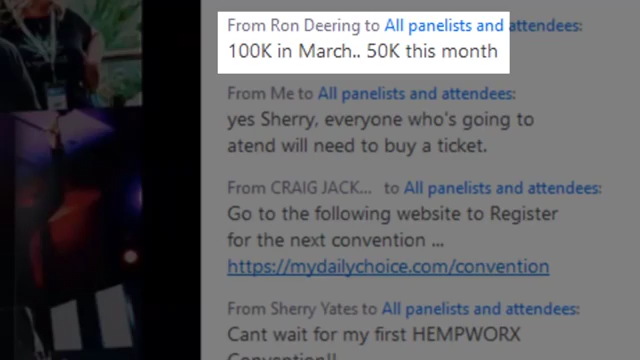 From Ron Deering to All panelists and attendees:
100K in March.. 50K this month
From Me to All panelists and attendees:
yes Sherry, everyone who's going to
atend will need to buy a ticket.
From CRAIG JACK... to All panelists and attendees:
Go to the following website to Register
for the next convention ...
https://mydailychoice.com/convention
From Sherry Yates to All panelists and attendees:
Cant wait for my first HEMPWORX
Convention!!